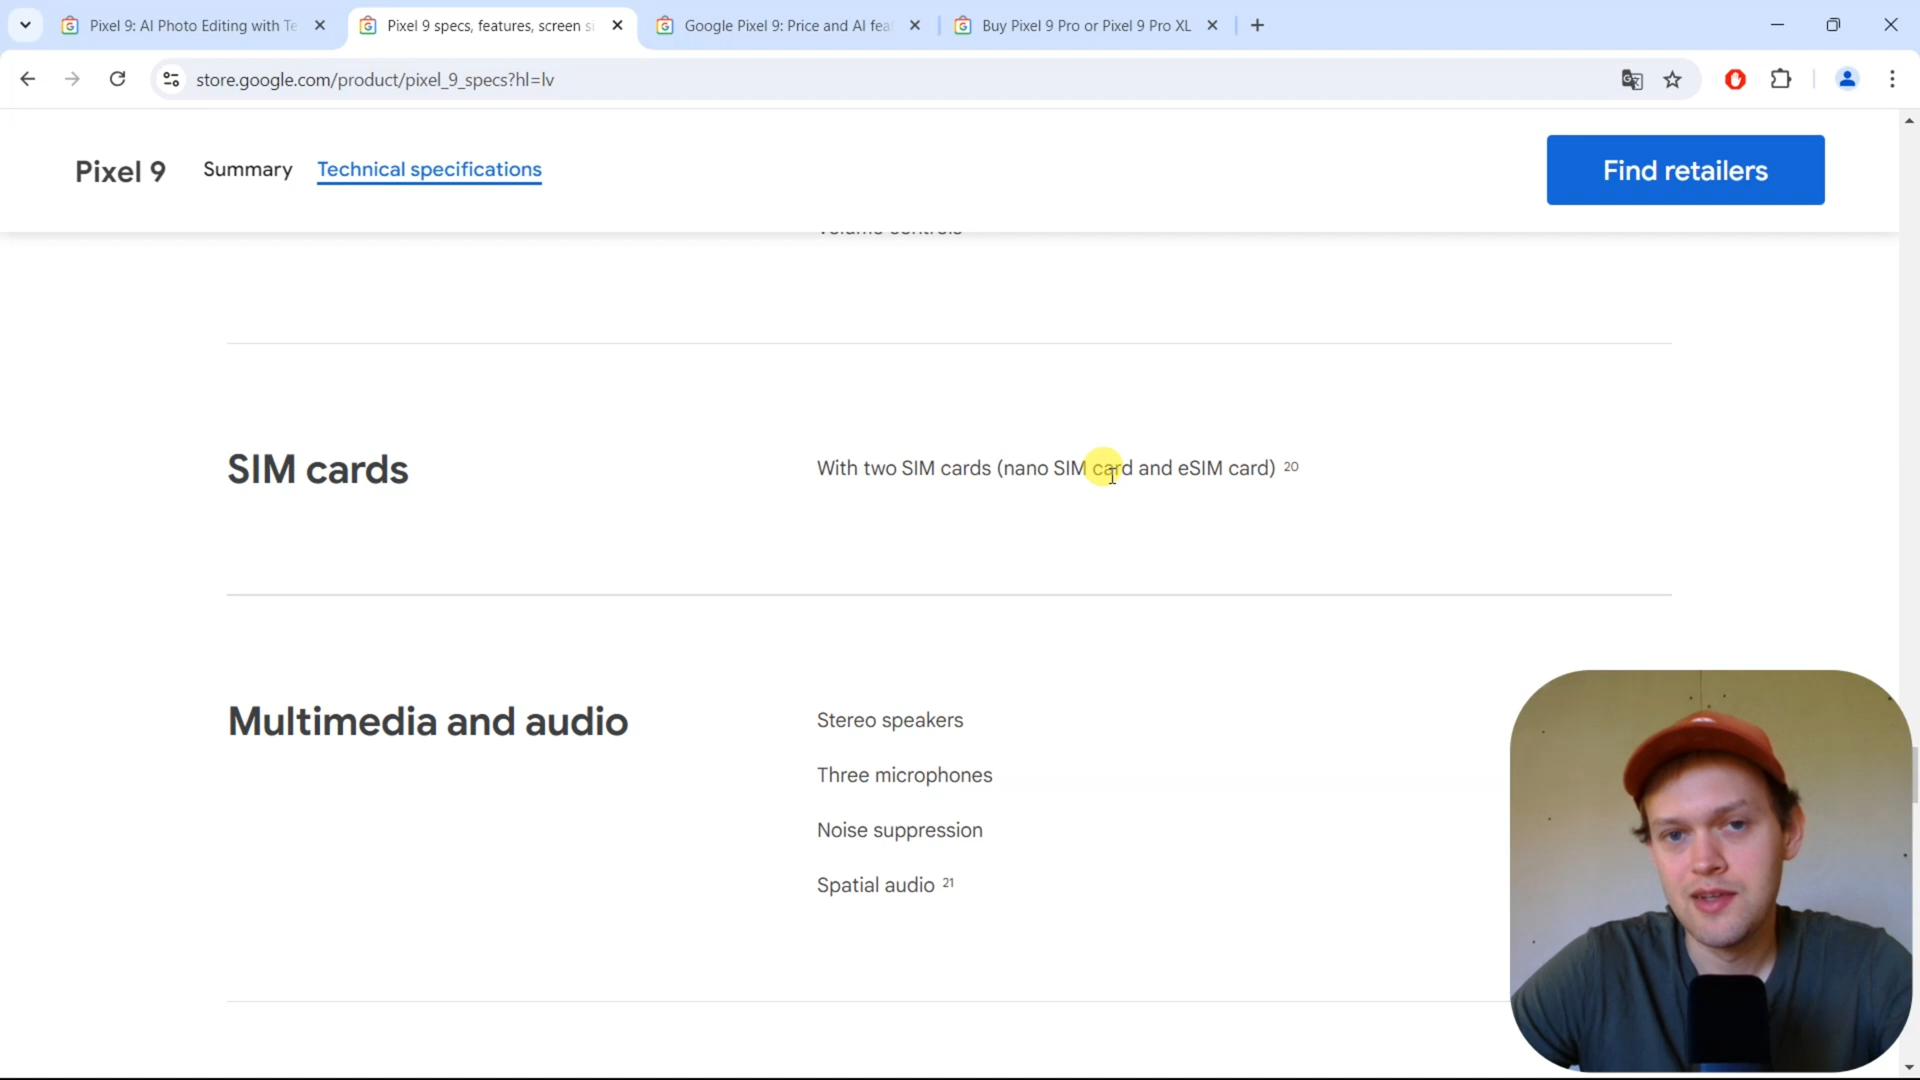 Pixel 9: AI Photo Editing with Te
Pixel 9 specs, features, screen si
Google Pixel 9: Price and AI fea
Buy Pixel 9 Pro or Pixel 9 Pro XL
store.google.com/product/pixel_9_specs?hl=lv
Pixel 9
Summary
Technical specifications
Find retailers
Volume controls
SIM cards
With two SIM cards (nano SIM card and eSIM card) 20
Multimedia and audio
Stereo speakers
Three microphones
Noise suppression
Spatial audio 21